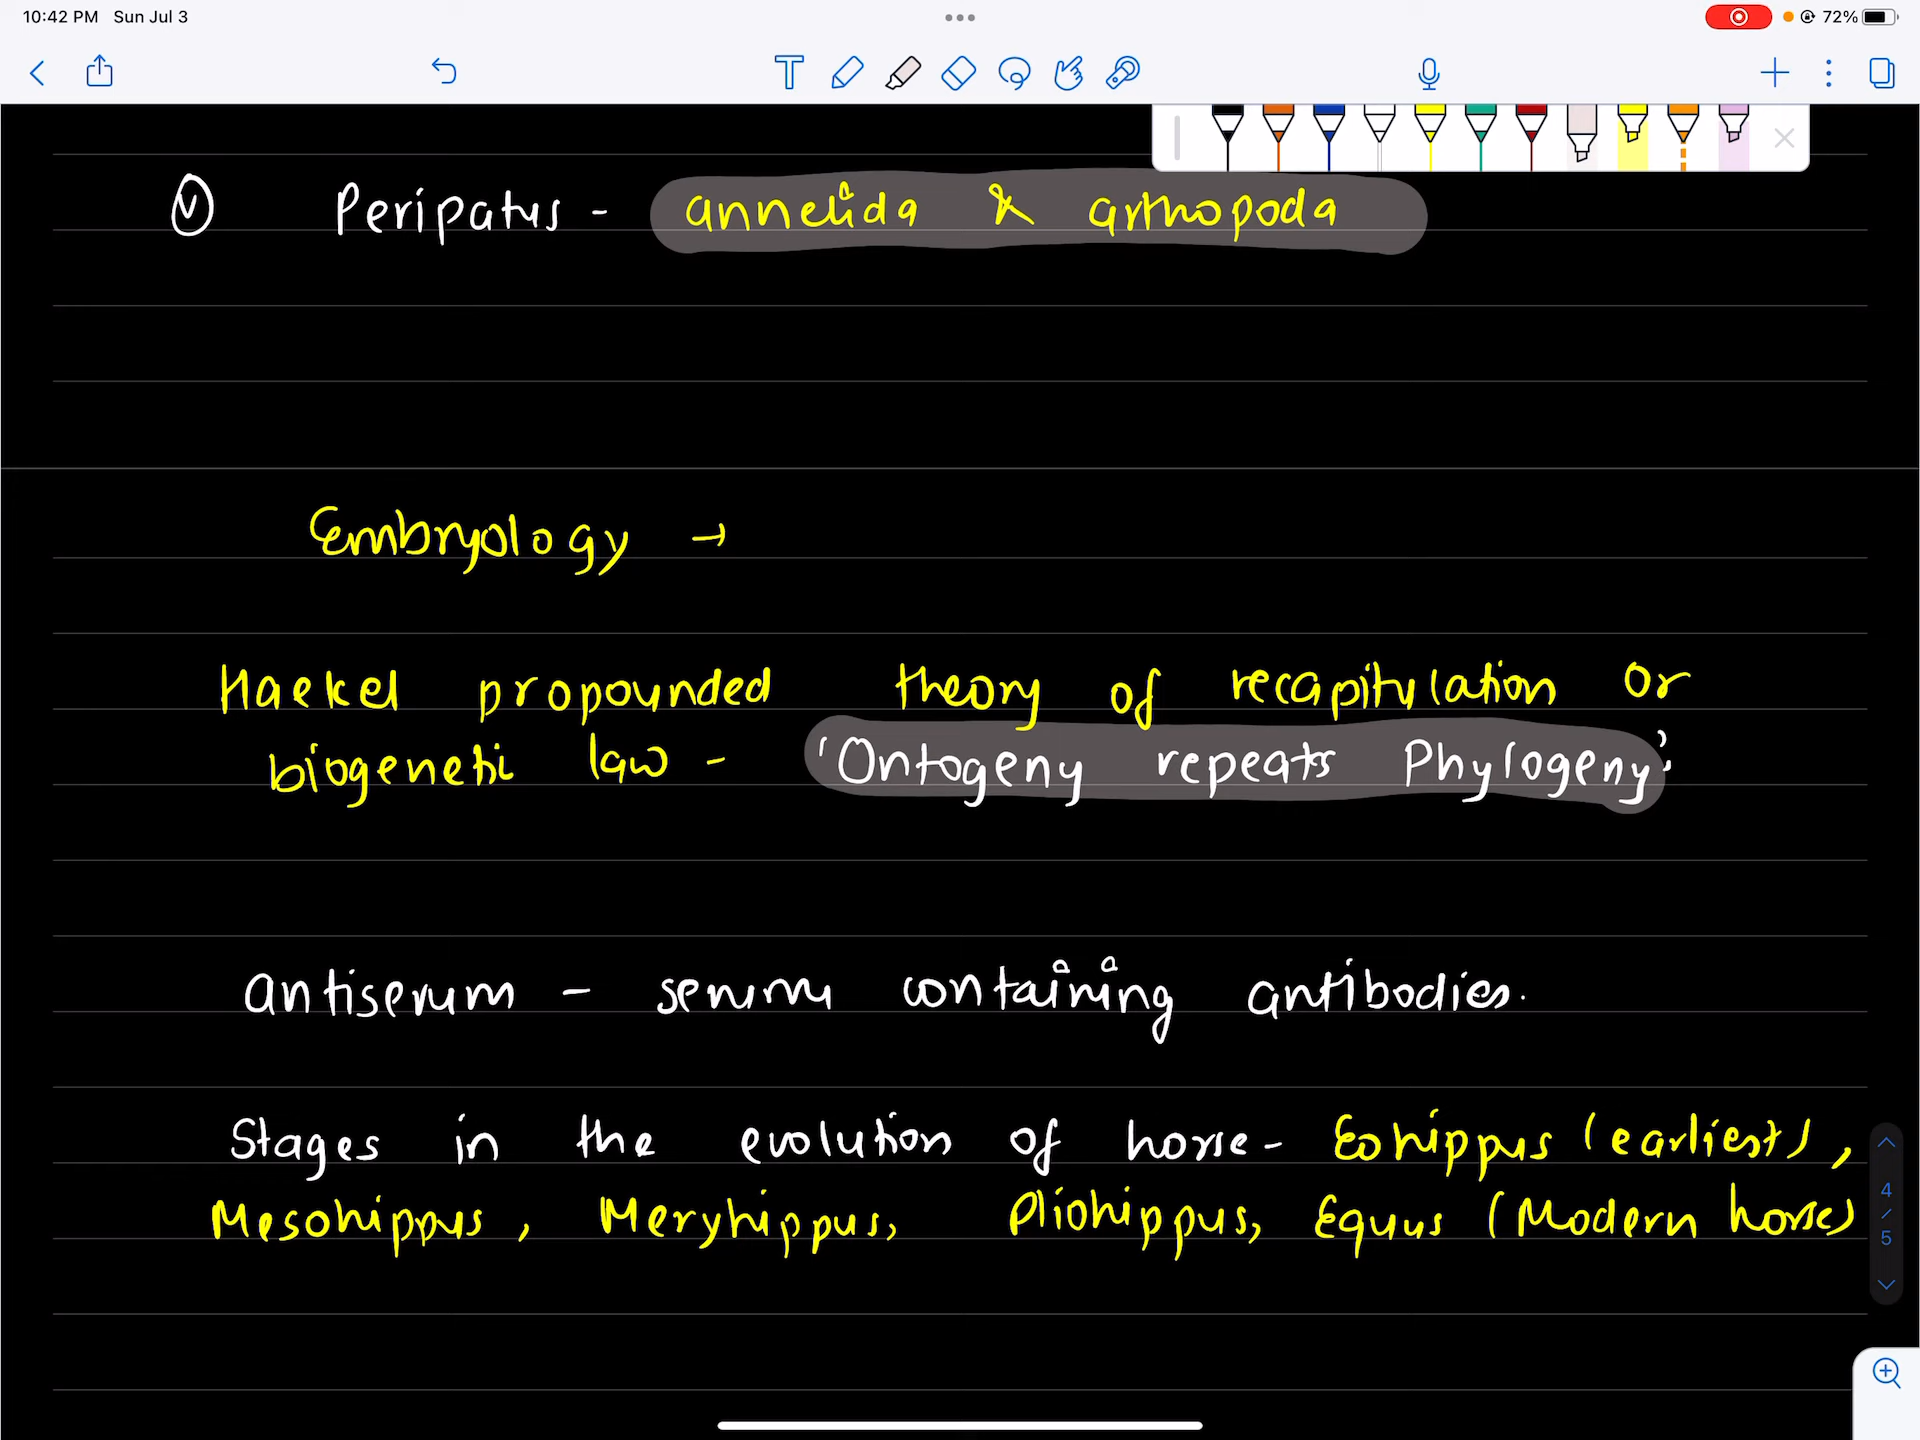 10:42 PM Sun Jul 3
72%
V Peripatus - annelida & arthopoda
Embryology →
Haekel propounded theory of recapitulation or
biogenetic law - 'Ontogeny repeats Phylogeny'
antiserum - serum containing antibodies.
Stages in the evolution of horse - Eohippus (earliest),
Mesohippus, Meryhippus, Pliohippus, Equus (Modern horse)
4
/
5